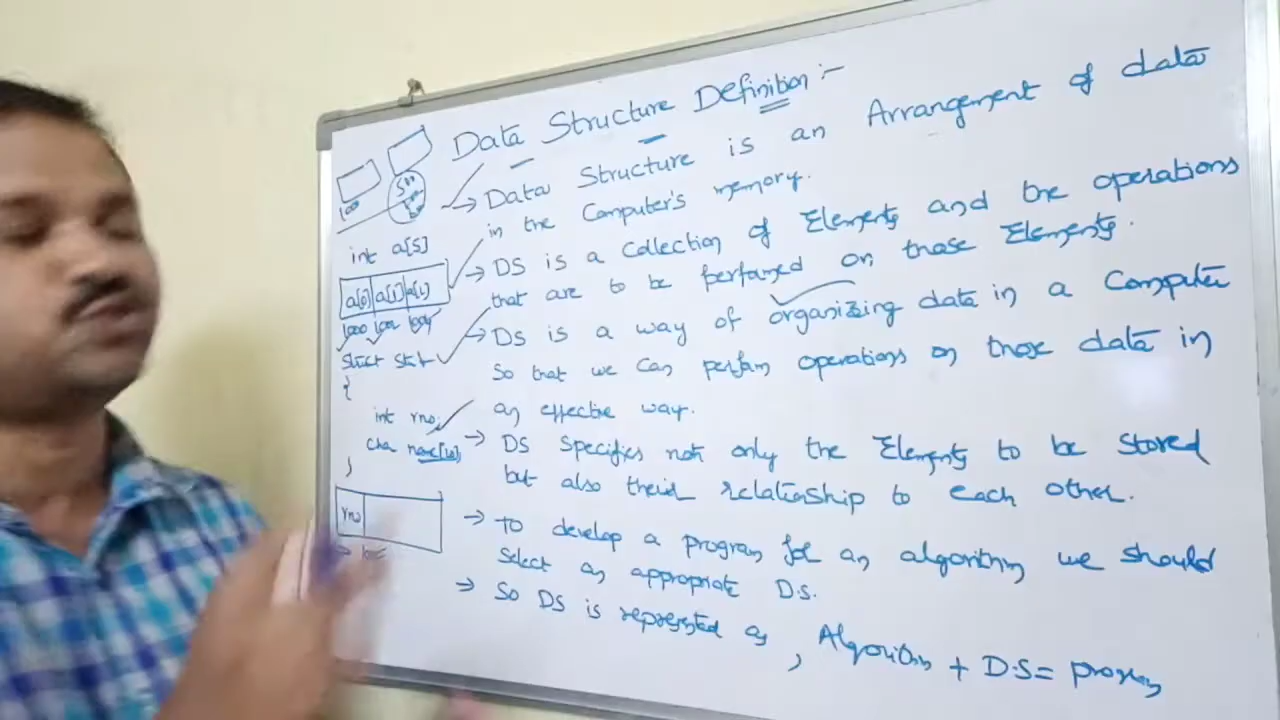 Data Structure Definition :-
→ Data Structure is an Arrangement of data
in the Computer's memory.
→ DS is a Collection of Elements and the operations
that are to be performed on those Elements.
→ DS is a way of organizing data in a Computer
So that we can perform operations on those data in
an effective way.
→ DS Specifies not only the Elements to be stored
but also their relationship to each other.
→ To develop a program for an algorithm we should
Select an appropriate D.S.
→ So DS is represented as, Algorithm + D.S = program
100
500
int a[5]
a[0] a[1] a[2]
1000 1002 1004
struct
{
int rno;
char name[10];
}
rno